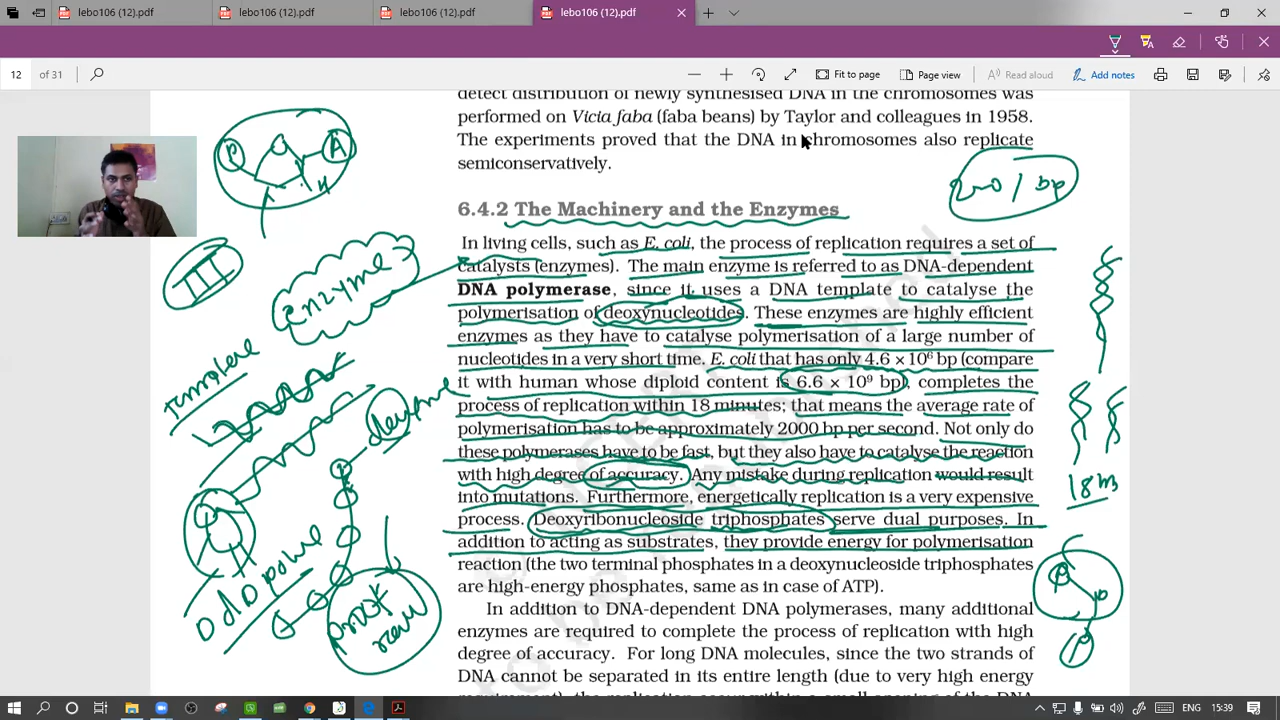 lebo106 (12).pdf
lebo106 (12).pdf
lebo106 (12).pdf
lebo106 (12).pdf
12 of 31
Fit to page
Page view
Read aloud
Add notes
detect distribution of newly synthesised DNA in the chromosomes was
performed on Vicia faba (faba beans) by Taylor and colleagues in 1958.
The experiments proved that the DNA in chromosomes also replicate
semiconservatively.
6.4.2 The Machinery and the Enzymes
In living cells, such as E. coli, the process of replication requires a set of
catalysts (enzymes). The main enzyme is referred to as DNA-dependent
DNA polymerase, since it uses a DNA template to catalyse the
polymerisation of deoxynucleotides. These enzymes are highly efficient
enzymes as they have to catalyse polymerisation of a large number of
nucleotides in a very short time. E. coli that has only 4.6 ×10⁶ bp (compare
it with human whose diploid content is 6.6 × 10⁹ bp), completes the
process of replication within 18 minutes; that means the average rate of
polymerisation has to be approximately 2000 bp per second. Not only do
these polymerases have to be fast, but they also have to catalyse the reaction
with high degree of accuracy. Any mistake during replication would result
into mutations. Furthermore, energetically replication is a very expensive
process. Deoxyribonucleoside triphosphates serve dual purposes. In
addition to acting as substrates, they provide energy for polymerisation
reaction (the two terminal phosphates in a deoxynucleoside triphosphates
are high-energy phosphates, same as in case of ATP).
In addition to DNA-dependent DNA polymerases, many additional
enzymes are required to complete the process of replication with high
degree of accuracy. For long DNA molecules, since the two strands of
DNA cannot be separated in its entire length (due to very high energy
P
A
H
III
Enzyme
template
D d D polyme
P
P
ENG
15:39